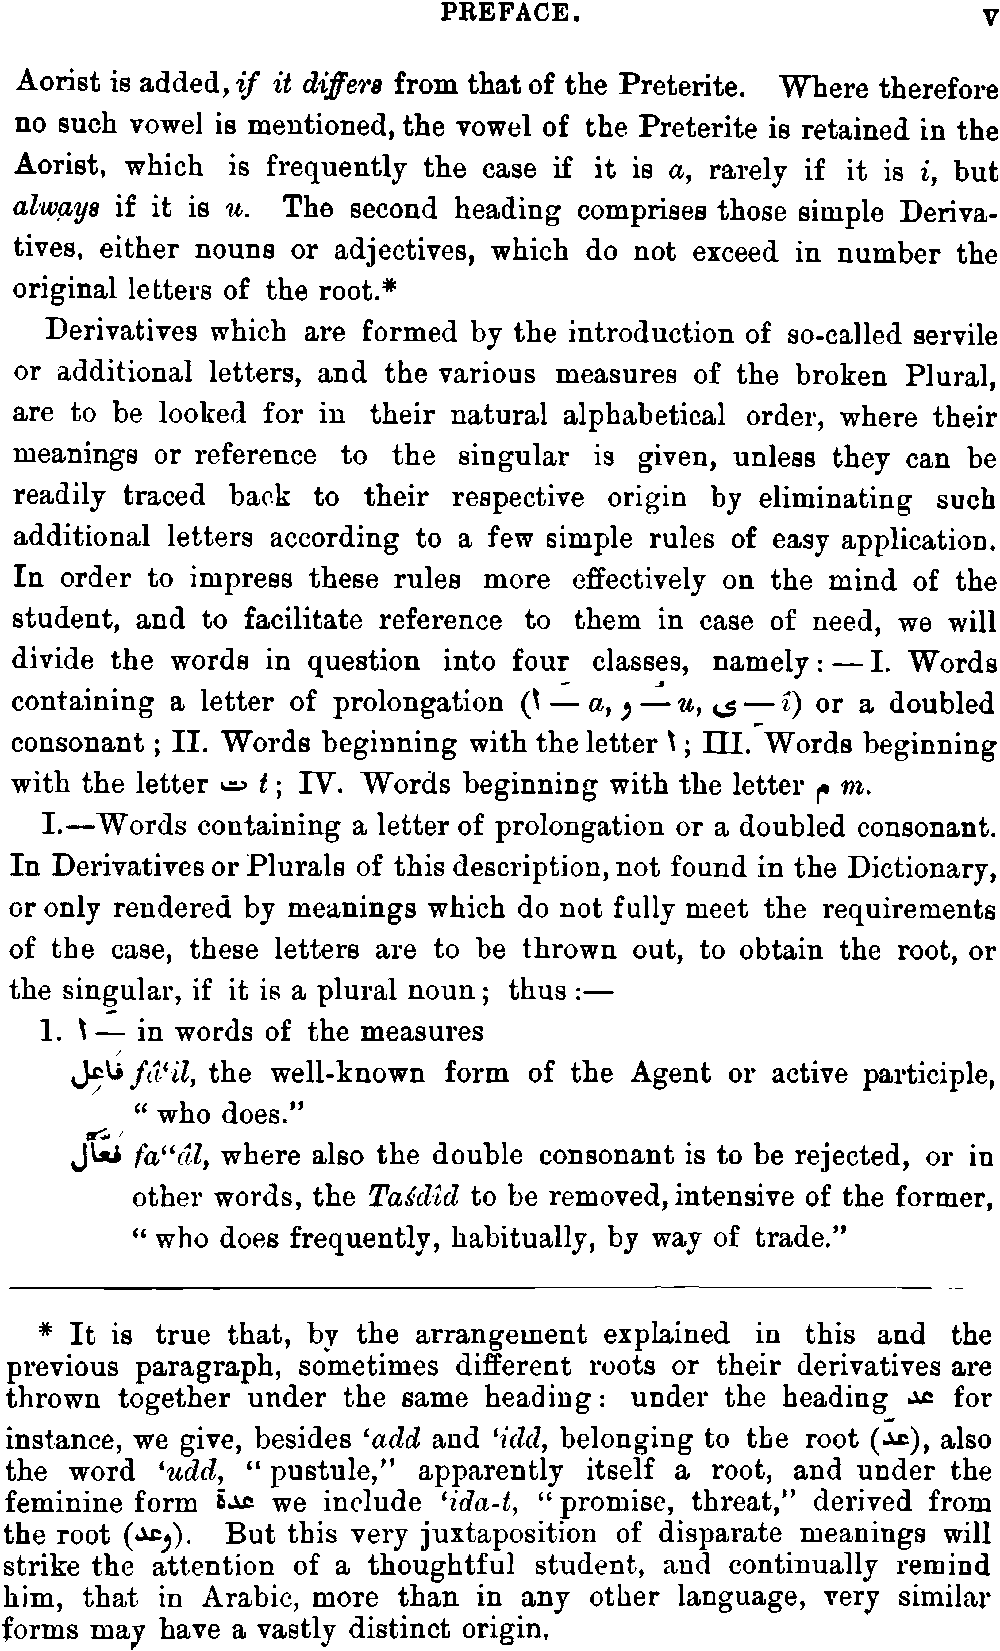 PREFACE. v
Aorist is added, if it differs from that of the Preterite. Where therefore
no such vowel is mentioned, the vowel of the Preterite is retained in the
Aorist, which is frequently the case if it is a, rarely if it is i, but
always if it is u. The second heading comprises those simple Deriva-
tives, either nouns or adjectives, which do not exceed in number the
original letters of the root.*
Derivatives which are formed by the introduction of so-called servile
or additional letters, and the various measures of the broken Plural,
are to be looked for in their natural alphabetical order, where their
meanings or reference to the singular is given, unless they can be
readily traced back to their respective origin by eliminating such
additional letters according to a few simple rules of easy application.
In order to impress these rules more effectively on the mind of the
student, and to facilitate reference to them in case of need, we will
divide the words in question into four classes, namely: — I. Words
containing a letter of prolongation (ا — َ a, و — ُ u, ى — ِ î) or a doubled
consonant; II. Words beginning with the letter ا; III. Words beginning
with the letter ت t; IV. Words beginning with the letter م m.
I.—Words containing a letter of prolongation or a doubled consonant.
In Derivatives or Plurals of this description, not found in the Dictionary,
or only rendered by meanings which do not fully meet the requirements
of the case, these letters are to be thrown out, to obtain the root, or
the singular, if it is a plural noun; thus:—
1. ا — َ in words of the measures
فَاعِل fâ‘il, the well-known form of the Agent or active participle,
“who does.”
فَعَّال fa‘‘âl, where also the double consonant is to be rejected, or in
other words, the Taśdîd to be removed, intensive of the former,
“who does frequently, habitually, by way of trade.”
* It is true that, by the arrangement explained in this and the
previous paragraph, sometimes different roots or their derivatives are
thrown together under the same heading: under the heading عد for
instance, we give, besides ‘add and ‘idd, belonging to the root (عدّ), also
the word ‘udd, “pustule,” apparently itself a root, and under the
feminine form عدة we include ‘ida-t, “promise, threat,” derived from
the root (وعد). But this very juxtaposition of disparate meanings will
strike the attention of a thoughtful student, and continually remind
him, that in Arabic, more than in any other language, very similar
forms may have a vastly distinct origin.